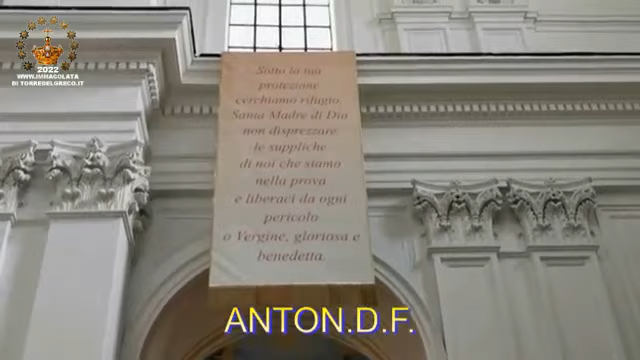 2022
WWW.IMMACOLATA
DI TORREDELGRECO.IT
Sotto la tua
protezione
cerchiamo rifugio,
Santa Madre di Dio
non disprezzare
le suppliche
di noi che siamo
nella prova
e liberaci da ogni
pericolo
o Vergine, gloriosa e
benedetta.
ANTON.D.F.